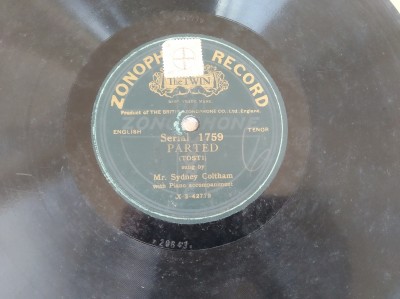 ZONOPHONE RECORD
THE TWIN
Product of THE BRITISH ZONOPHONE CO. Ltd. England.
ENGLISH TENOR
Serial 1759
PARTED
(TOSTI)
sung by
Mr. Sydney Coltham
with Piano accompaniment